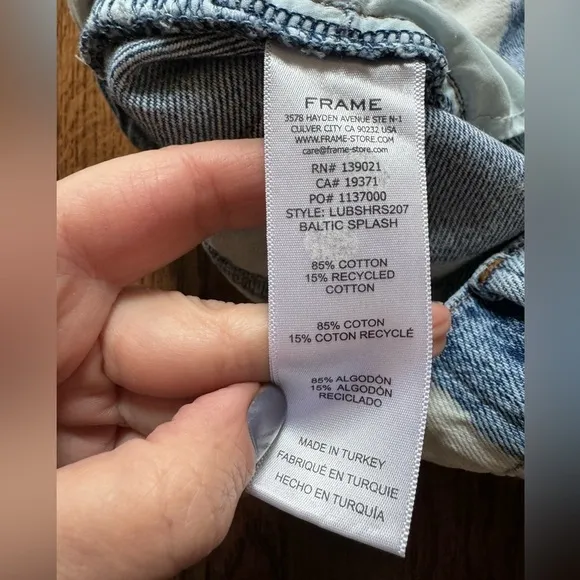 FRAME
3578 HAYDEN AVENUE STE N-1
CULVER CITY CA 90232 USA
WWW.FRAME-STORE.COM
care@frame-store.com
RN# 139021
CA# 19371
PO# 1137000
STYLE: LUBSHRS207
BALTIC SPLASH
85% COTTON
15% RECYCLED
COTTON
85% COTON
15% COTON RECYCLÉ
85% ALGODÓN
15% ALGODÓN
RECICLADO
MADE IN TURKEY
FABRIQUÉ EN TURQUIE
HECHO EN TURQUÍA